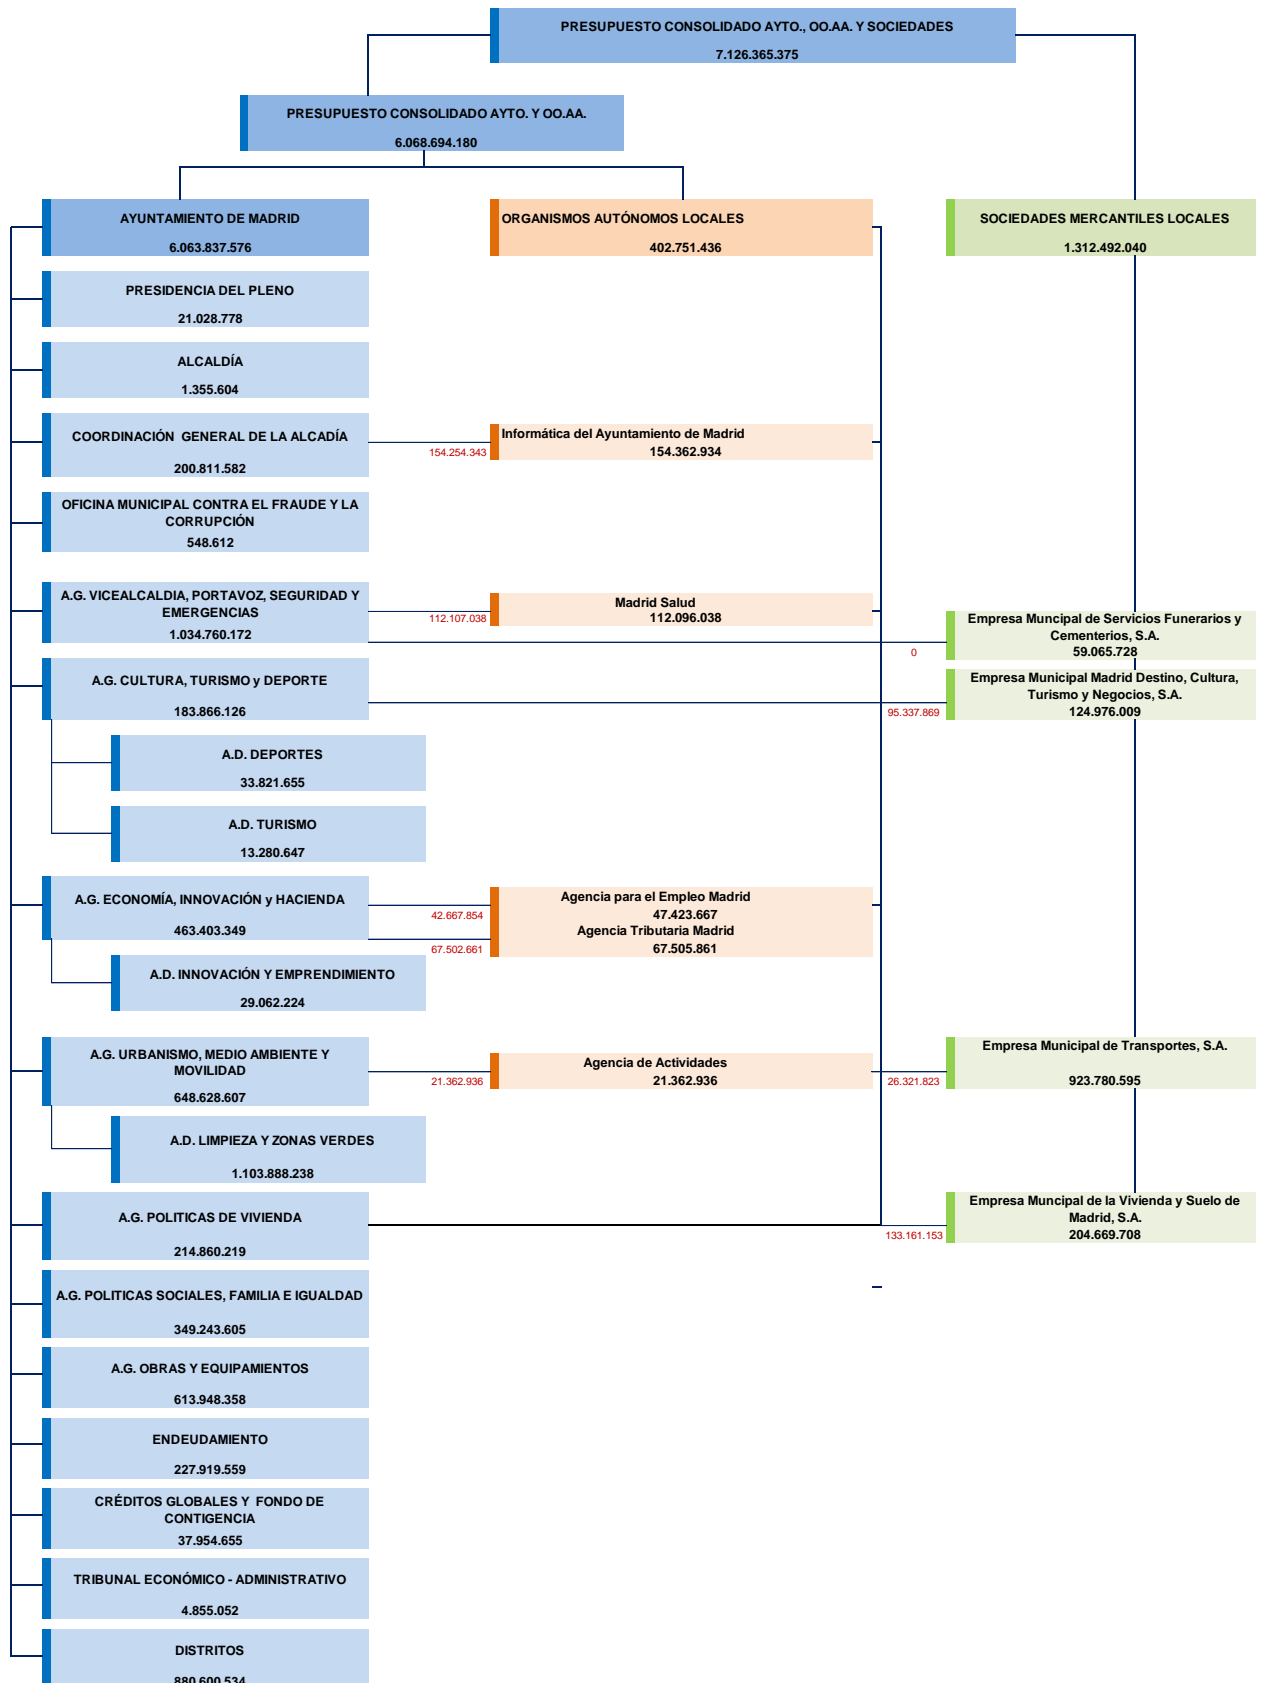 PRESUPUESTO CONSOLIDADO AYTO., OO.AA. Y SOCIEDADES
7.126.365.375
PRESUPUESTO CONSOLIDADO AYTO. Y OO.AA.
6.068.694.180
AYUNTAMIENTO DE MADRID
6.063.837.576
ORGANISMOS AUTÓNOMOS LOCALES
402.751.436
SOCIEDADES MERCANTILES LOCALES
1.312.492.040
PRESIDENCIA DEL PLENO
21.028.778
ALCALDÍA
1.355.604
COORDINACIÓN GENERAL DE LA ALCADÍA
200.811.582
154.254.343
Informática del Ayuntamiento de Madrid
154.362.934
OFICINA MUNICIPAL CONTRA EL FRAUDE Y LA
CORRUPCIÓN
548.612
A.G. VICEALCALDIA, PORTAVOZ, SEGURIDAD Y
EMERGENCIAS
1.034.760.172
112.107.038
Madrid Salud
112.096.038
0
Empresa Muncipal de Servicios Funerarios y
Cementerios, S.A.
59.065.728
A.G. CULTURA, TURISMO y DEPORTE
183.866.126
95.337.869
Empresa Municipal Madrid Destino, Cultura,
Turismo y Negocios, S.A.
124.976.009
A.D. DEPORTES
33.821.655
A.D. TURISMO
13.280.647
A.G. ECONOMÍA, INNOVACIÓN y HACIENDA
463.403.349
42.667.854
67.502.661
Agencia para el Empleo Madrid
47.423.667
Agencia Tributaria Madrid
67.505.861
A.D. INNOVACIÓN Y EMPRENDIMIENTO
29.062.224
A.G. URBANISMO, MEDIO AMBIENTE Y
MOVILIDAD
648.628.607
21.362.936
Agencia de Actividades
21.362.936
26.321.823
Empresa Municipal de Transportes, S.A.
923.780.595
A.D. LIMPIEZA Y ZONAS VERDES
1.103.888.238
A.G. POLITICAS DE VIVIENDA
214.860.219
133.161.153
Empresa Muncipal de la Vivienda y Suelo de
Madrid, S.A.
204.669.708
A.G. POLITICAS SOCIALES, FAMILIA E IGUALDAD
349.243.605
A.G. OBRAS Y EQUIPAMIENTOS
613.948.358
ENDEUDAMIENTO
227.919.559
CRÉDITOS GLOBALES Y FONDO DE
CONTIGENCIA
37.954.655
TRIBUNAL ECONÓMICO - ADMINISTRATIVO
4.855.052
DISTRITOS
880.600.534